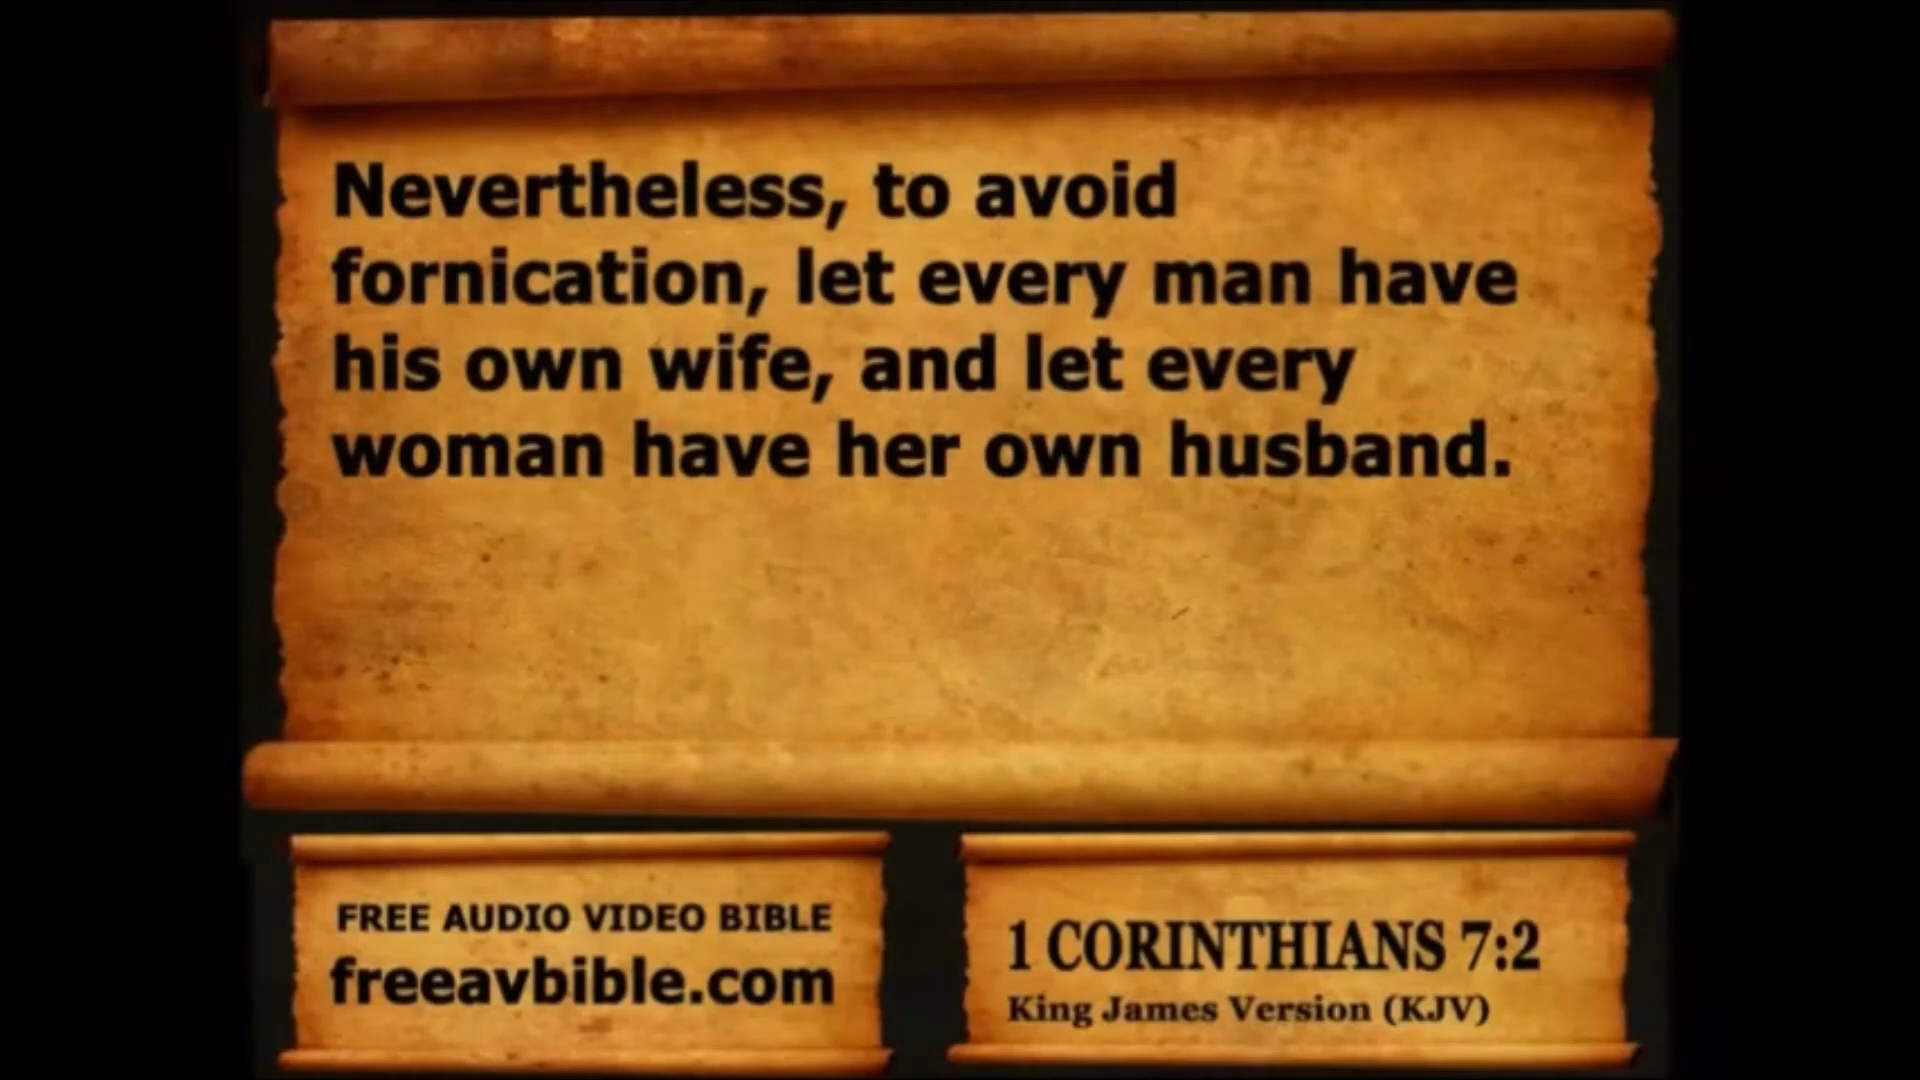 Nevertheless, to avoid
fornication, let every man have
his own wife, and let every
woman have her own husband.
FREE AUDIO VIDEO BIBLE
freeavbible.com
1 CORINTHIANS 7:2
King James Version (KJV)